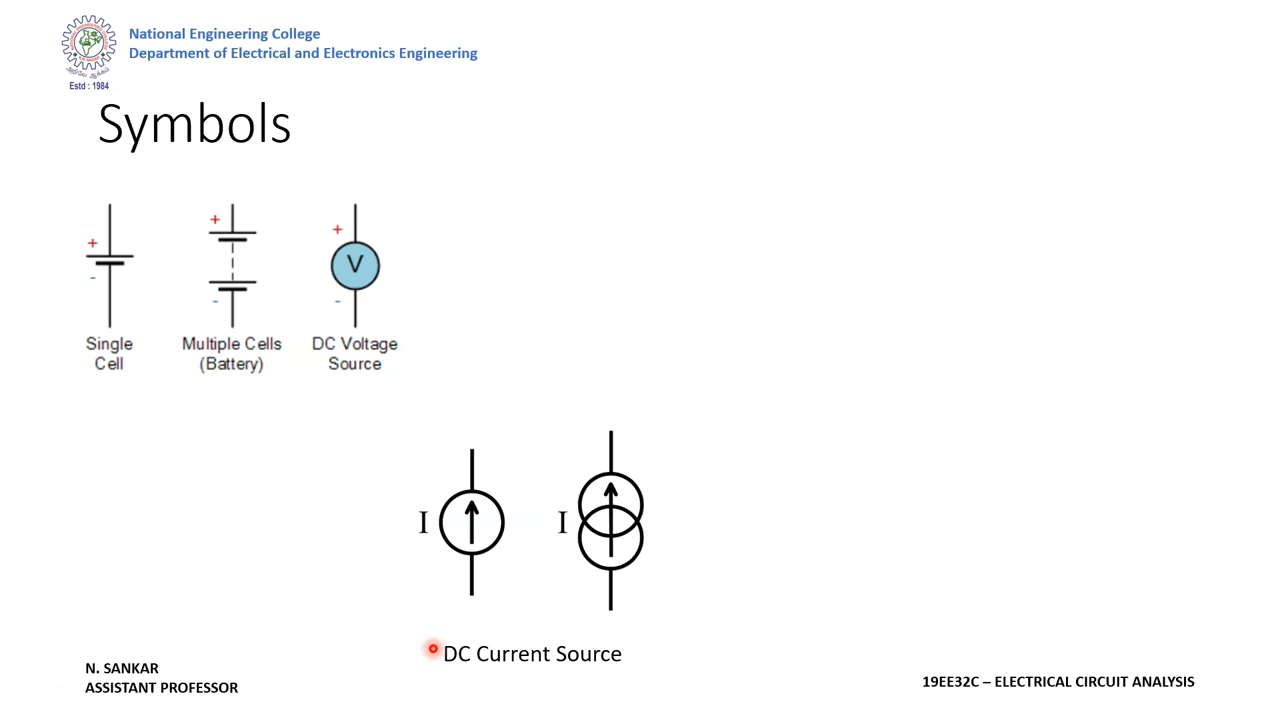 National Engineering College
Department of Electrical and Electronics Engineering
Estd : 1984
Symbols
+
-
Single
Cell
+
-
Multiple Cells
(Battery)
+
V
-
DC Voltage
Source
I
I
DC Current Source
N. SANKAR
ASSISTANT PROFESSOR
19EE32C – ELECTRICAL CIRCUIT ANALYSIS